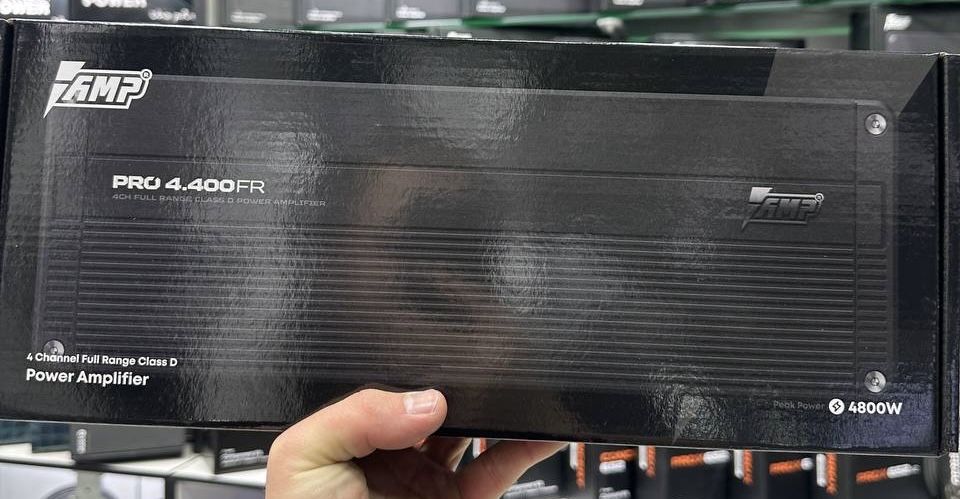 POWER
AMP®
PRO 4.400FR
4CH FULL RANGE CLASS D POWER AMPLIFIER
AMP®
4 Channel Full Range Class D
Power Amplifier
Peak Power 4800W